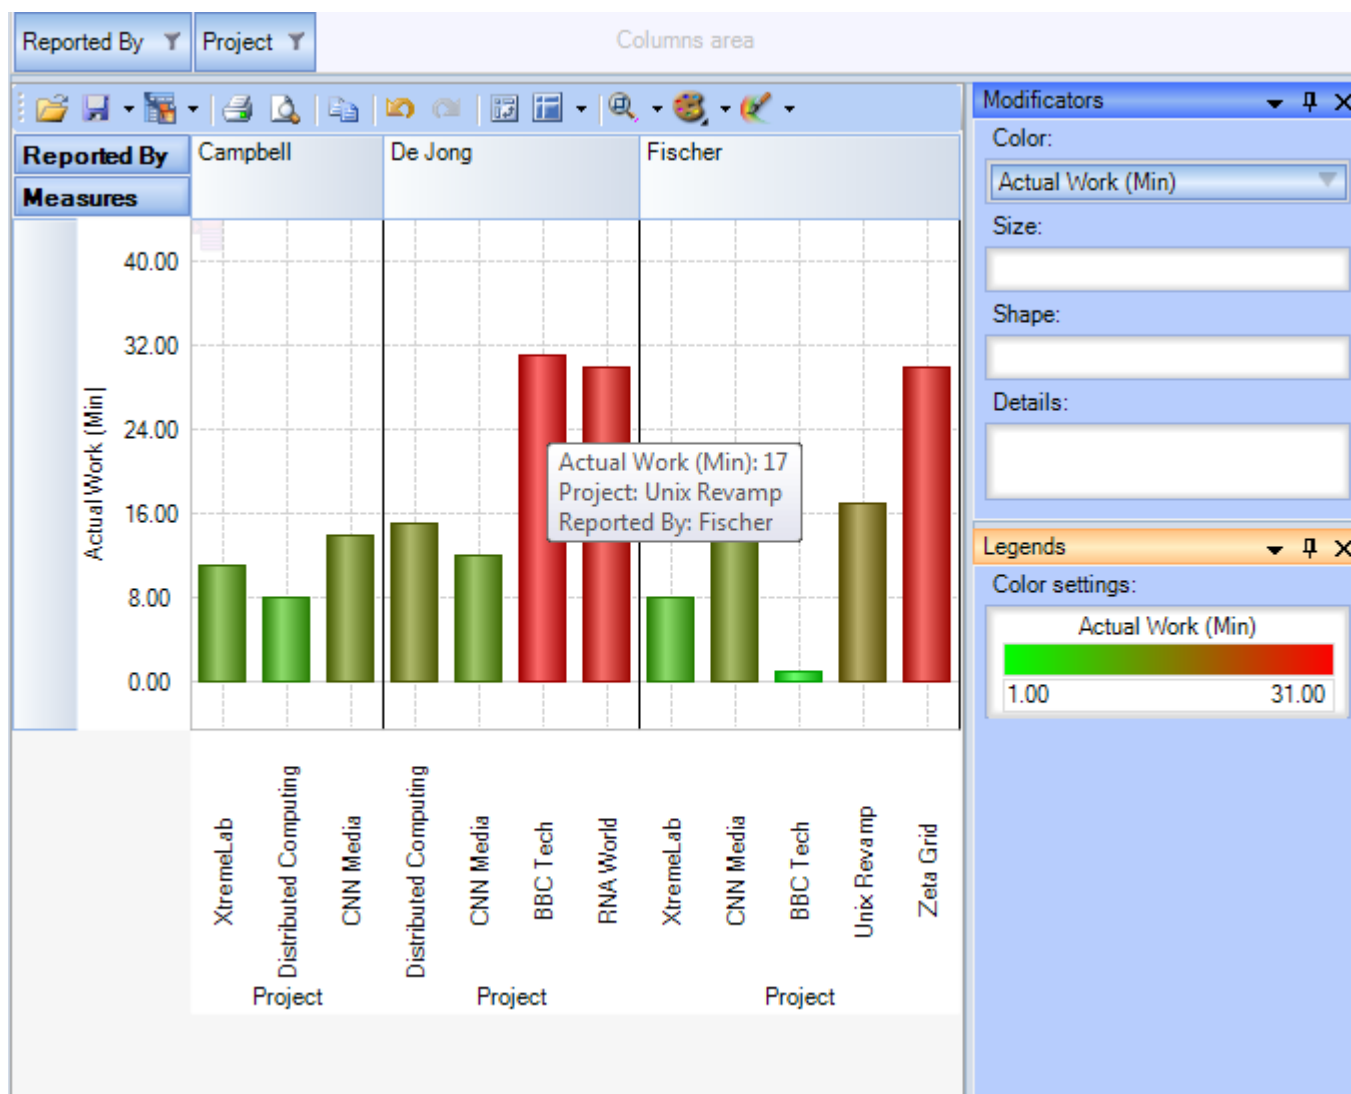 Reported By
Project
Columns area
Modificators
Color:
Actual Work (Min)
Size:
Shape:
Details:
Reported By
Campbell
De Jong
Fischer
Measures
40.00
32.00
24.00
16.00
8.00
0.00
Actual Work (Min)
Actual Work (Min): 17
Project: Unix Revamp
Reported By: Fischer
XtremeLab
Distributed Computing
CNN Media
Distributed Computing
CNN Media
BBC Tech
RNA World
XtremeLab
CNN Media
BBC Tech
Unix Revamp
Zeta Grid
Project
Project
Project
Legends
Color settings:
Actual Work (Min)
1.00
31.00